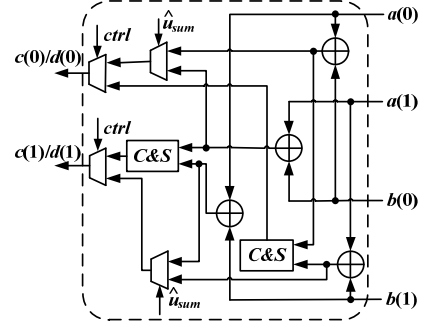 ctrl
û_sum
a(0)
c(0)/d(0)
a(1)
ctrl
c(1)/d(1)
C&S
b(0)
C&S
û_sum
b(1)